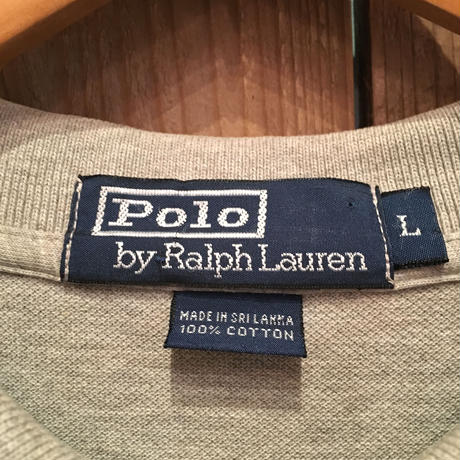 Polo
by Ralph Lauren
L
MADE IN SRI LANKA
100% COTTON